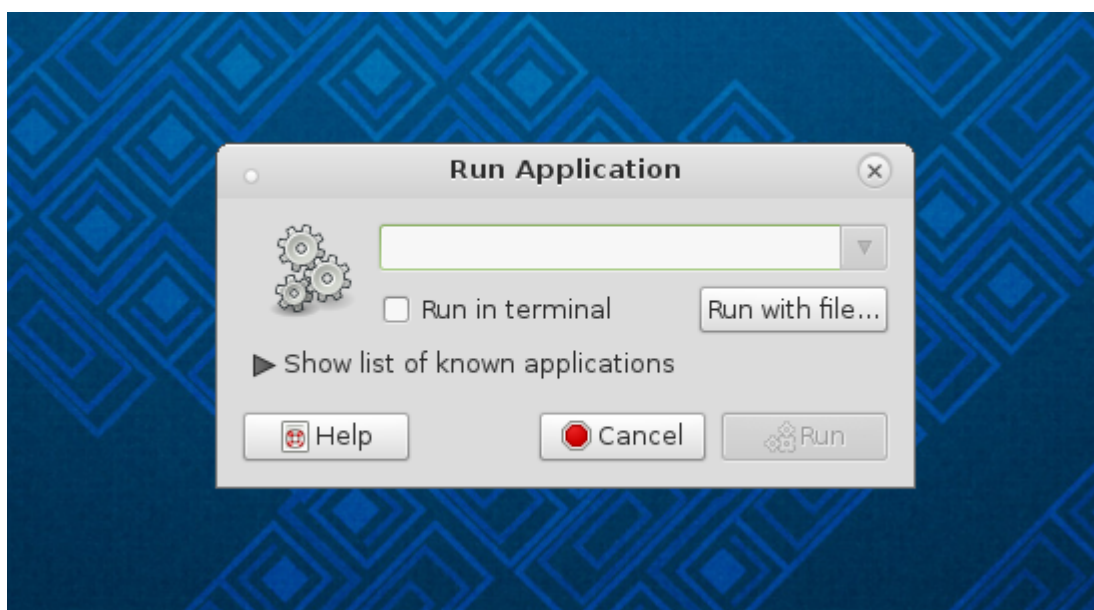 Run Application
Run in terminal
Run with file...
Show list of known applications
Help
Cancel
Run